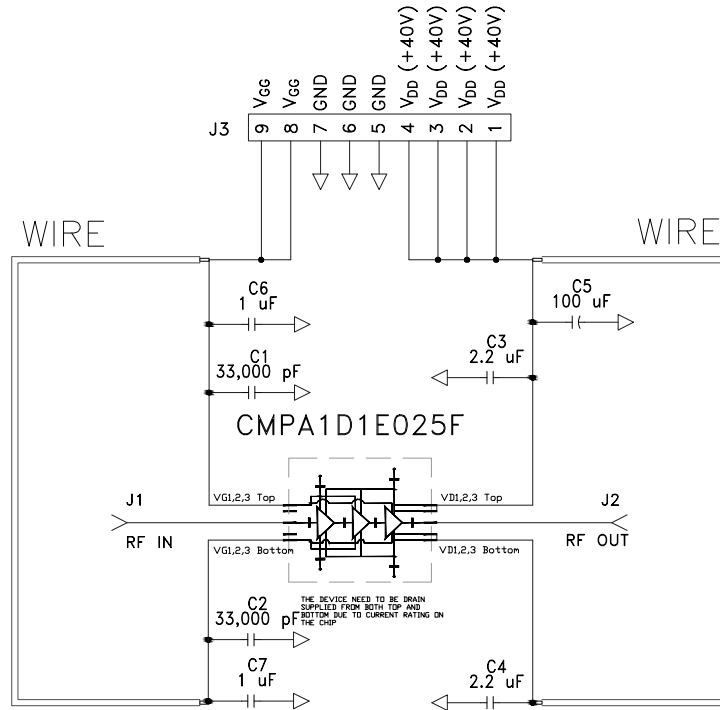 VGG
VGG
GND
GND
GND
VDD (+40V)
VDD (+40V)
VDD (+40V)
VDD (+40V)
J3
9 8 7 6 5 4 3 2 1
WIRE
WIRE
C6
1 uF
C5
100 uF
C1
33,000 pF
C3
2.2 uF
CMPA1D1E025F
VG1,2,3 Top
VD1,2,3 Top
J1
RF IN
J2
RF OUT
VG1,2,3 Bottom
VD1,2,3 Bottom
THE DEVICE NEED TO BE DRAIN
SUPPLIED FROM BOTH TOP AND
BOTTOM DUE TO CURRENT RATING ON
THE CHIP
C2
33,000 pF
C7
1 uF
C4
2.2 uF